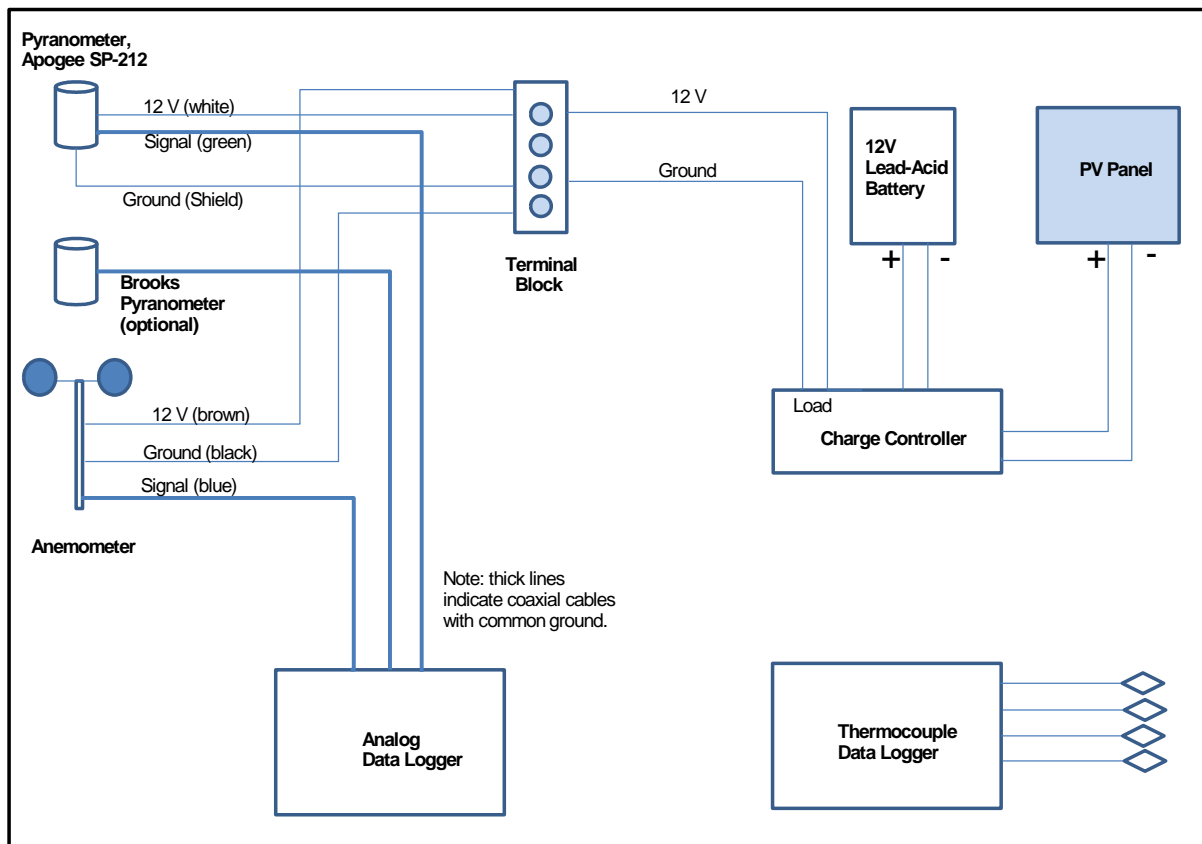 Pyranometer,
Apogee SP-212
12 V (white)
Signal (green)
Ground (Shield)
Brooks
Pyranometer
(optional)
12 V (brown)
Ground (black)
Signal (blue)
Anemometer
Terminal
Block
12 V
Ground
12V
Lead-Acid
Battery
+ -
PV Panel
+ -
Load
Charge Controller
Note: thick lines
indicate coaxial cables
with common ground.
Analog
Data Logger
Thermocouple
Data Logger